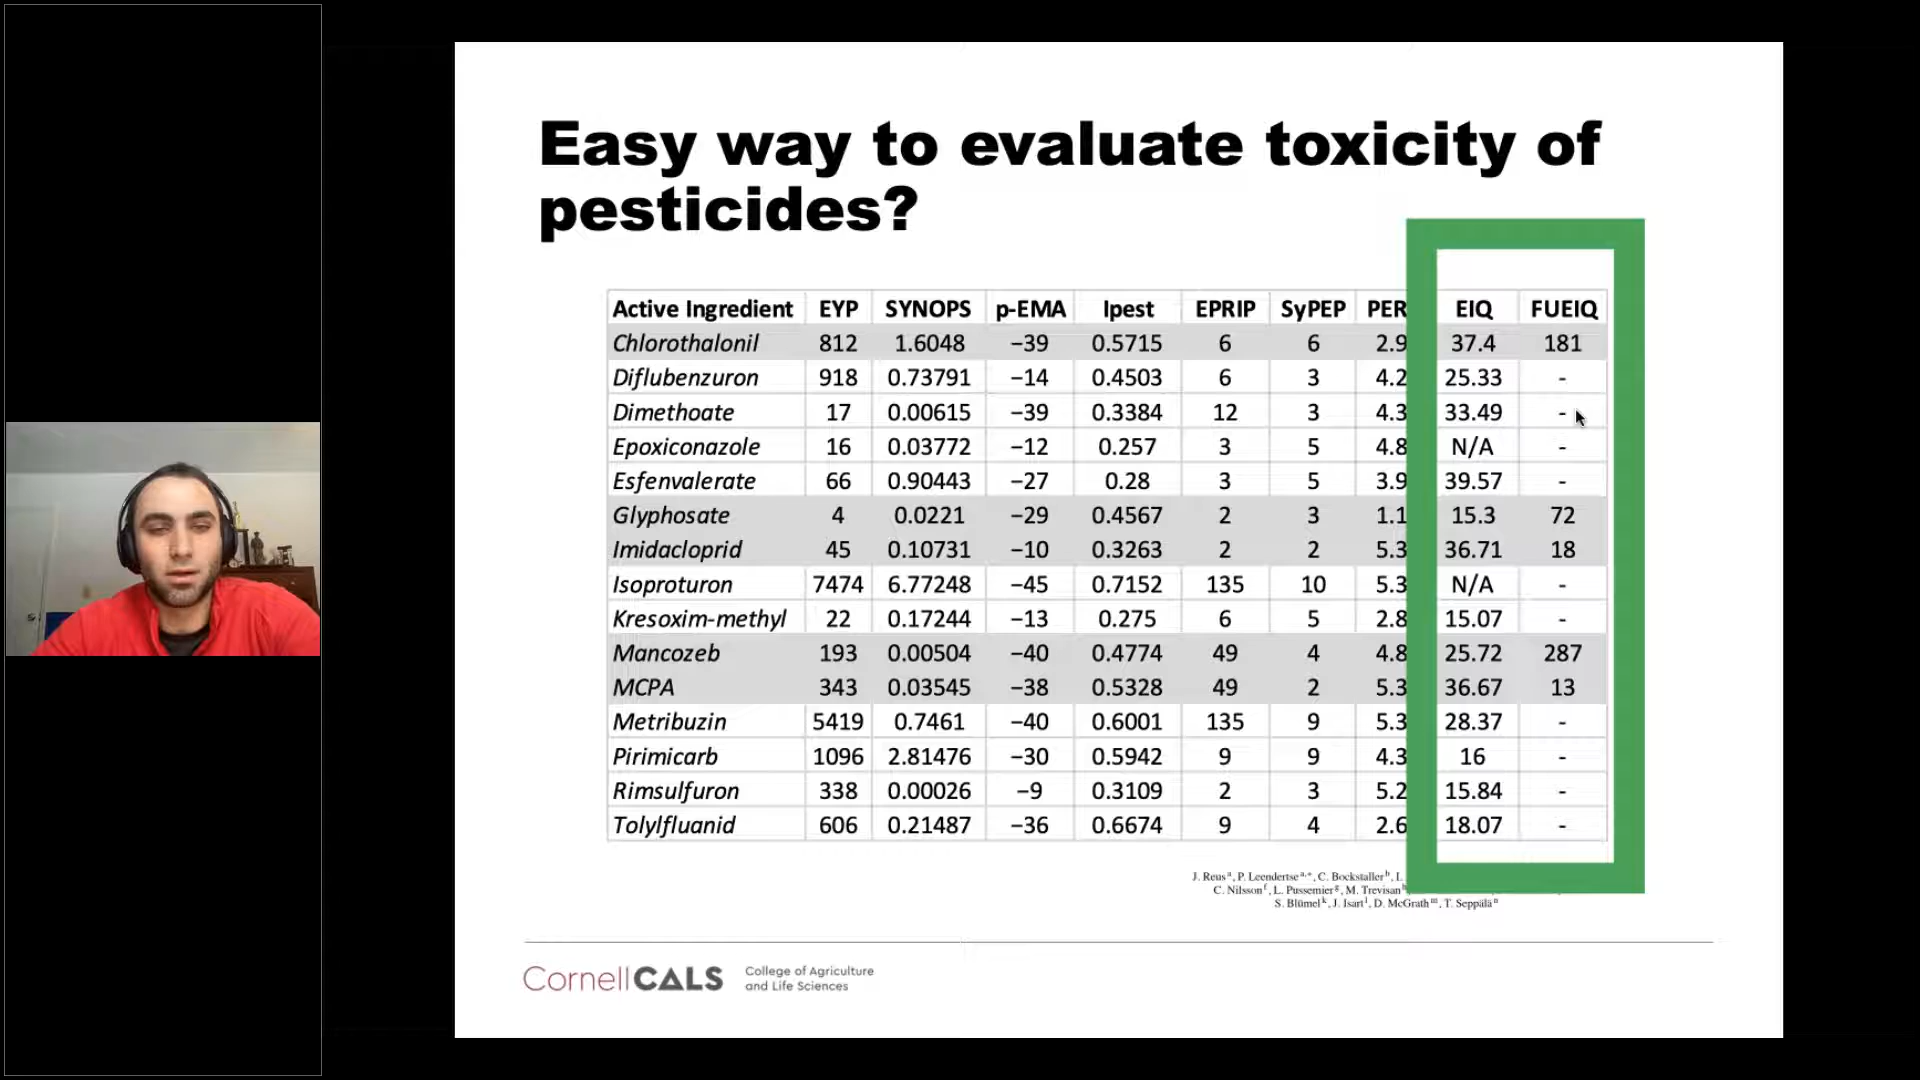 Easy way to evaluate toxicity of
pesticides?
Active Ingredient EYP SYNOPS p-EMA Ipest EPRIP SyPEP PER EIQ FUEIQ
Chlorothalonil 812 1.6048 −39 0.5715 6 6 2.9 37.4 181
Diflubenzuron 918 0.73791 −14 0.4503 6 3 4.2 25.33 -
Dimethoate 17 0.00615 −39 0.3384 12 3 4.3 33.49 -
Epoxiconazole 16 0.03772 −12 0.257 3 5 4.8 N/A -
Esfenvalerate 66 0.90443 −27 0.28 3 5 3.9 39.57 -
Glyphosate 4 0.0221 −29 0.4567 2 3 1.1 15.3 72
Imidacloprid 45 0.10731 −10 0.3263 2 2 5.3 36.71 18
Isoproturon 7474 6.77248 −45 0.7152 135 10 5.3 N/A -
Kresoxim-methyl 22 0.17244 −13 0.275 6 5 2.8 15.07 -
Mancozeb 193 0.00504 −40 0.4774 49 4 4.8 25.72 287
MCPA 343 0.03545 −38 0.5328 49 2 5.3 36.67 13
Metribuzin 5419 0.7461 −40 0.6001 135 9 5.3 28.37 -
Pirimicarb 1096 2.81476 −30 0.5942 9 9 4.3 16 -
Rimsulfuron 338 0.00026 −9 0.3109 2 3 5.2 15.84 -
Tolylfluanid 606 0.21487 −36 0.6674 9 4 2.6 18.07 -
J. Reus a, P. Leendertse a,*, C. Bockstaller b, I.
C. Nilsson f, L. Pussemier g, M. Trevisan h
S. Blümel k, J. Isart l, D. McGrath m, T. Seppälä n
CornellCALS College of Agriculture
and Life Sciences